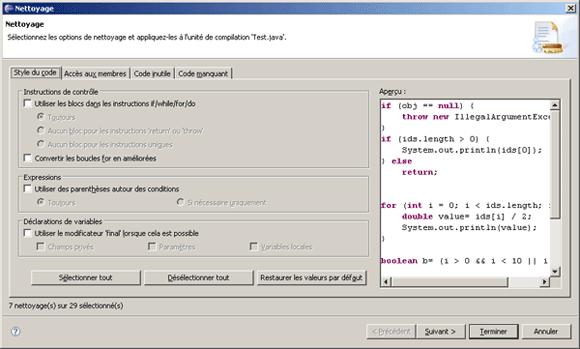 Nettoyage
Nettoyage
Sélectionnez les options de nettoyage et appliquez-les à l'unité de compilation 'Test.java'.
Style du code Accès aux membres Code inutile Code manquant
Instructions de contrôle
Utiliser les blocs dans les instructions if/while/for/do
Toujours
Aucun bloc pour les instructions 'return' ou 'throw'
Aucun bloc pour les instructions uniques
Convertir les boucles for en améliorées
Expressions
Utiliser des parenthèses autour des conditions
Toujours Si nécessaire uniquement
Déclarations de variables
Utiliser le modificateur 'final' lorsque cela est possible
Champs privés Paramètres Variables locales
Sélectionner tout Désélectionner tout Restaurer les valeurs par défaut
Aperçu :
if (obj == null) {
throw new IllegalArgumentExce
}
if (ids.length > 0) {
System.out.println(ids[0]);
} else
return;
for (int i = 0; i < ids.length; i
double value= ids[i] / 2;
System.out.println(value);
}
boolean b= (i > 0 && i < 10 || i
7 nettoyage(s) sur 29 sélectionné(s)
? < Précédent Suivant > Terminer Annuler